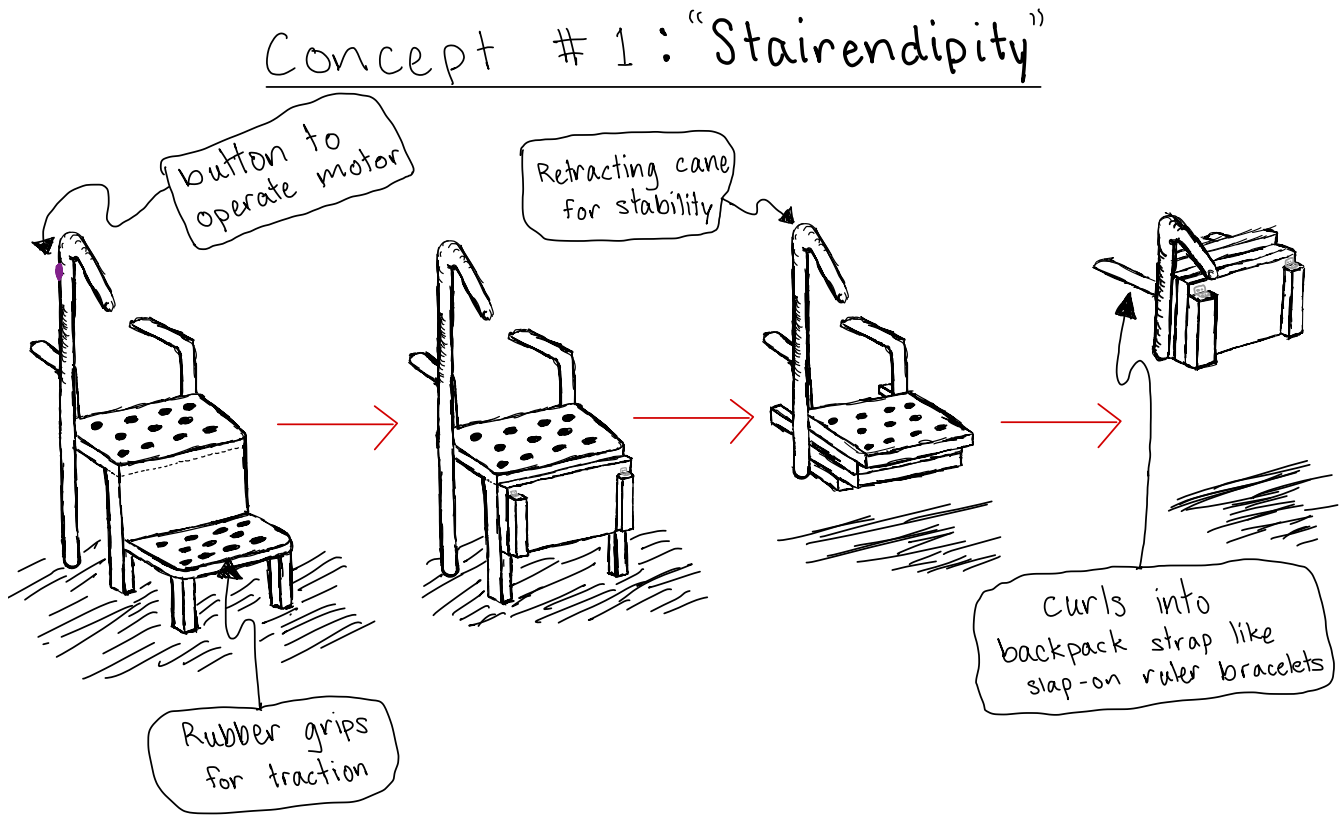 Concept #1: "Stairendipity"
button to
operate motor
Retracting cane
for stability
Rubber grips
for traction
curls into
backpack strap like
slap-on ruler bracelets